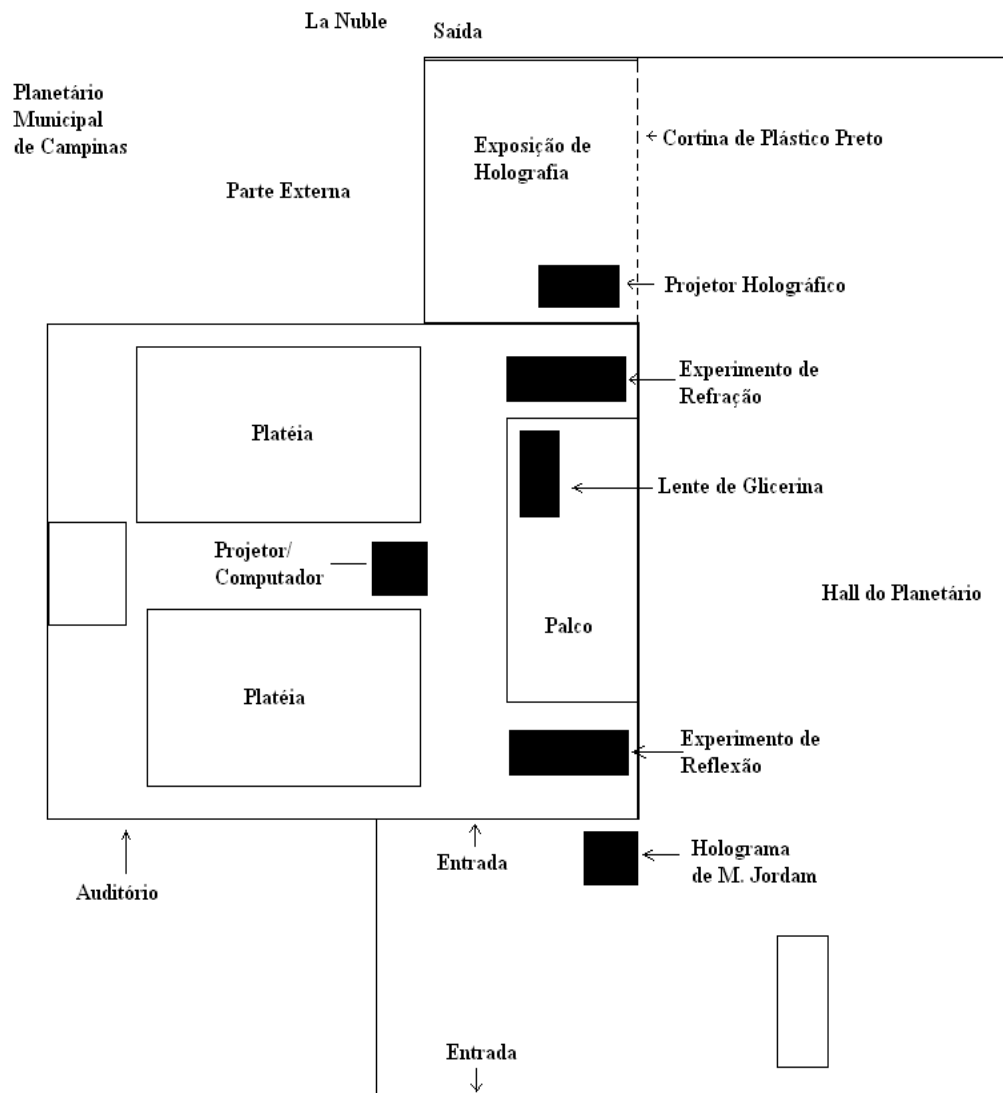 La Nuble
Saída
Planetário
Municipal
de Campinas
Exposição de
Holografia
Cortina de Plástico Preto
Parte Externa
Projetor Holográfico
Experimento de
Refração
Platéia
Lente de Glicerina
Projetor/
Computador
Hall do Planetário
Palco
Platéia
Experimento de
Reflexão
Entrada
Holograma
de M. Jordam
Auditório
Entrada